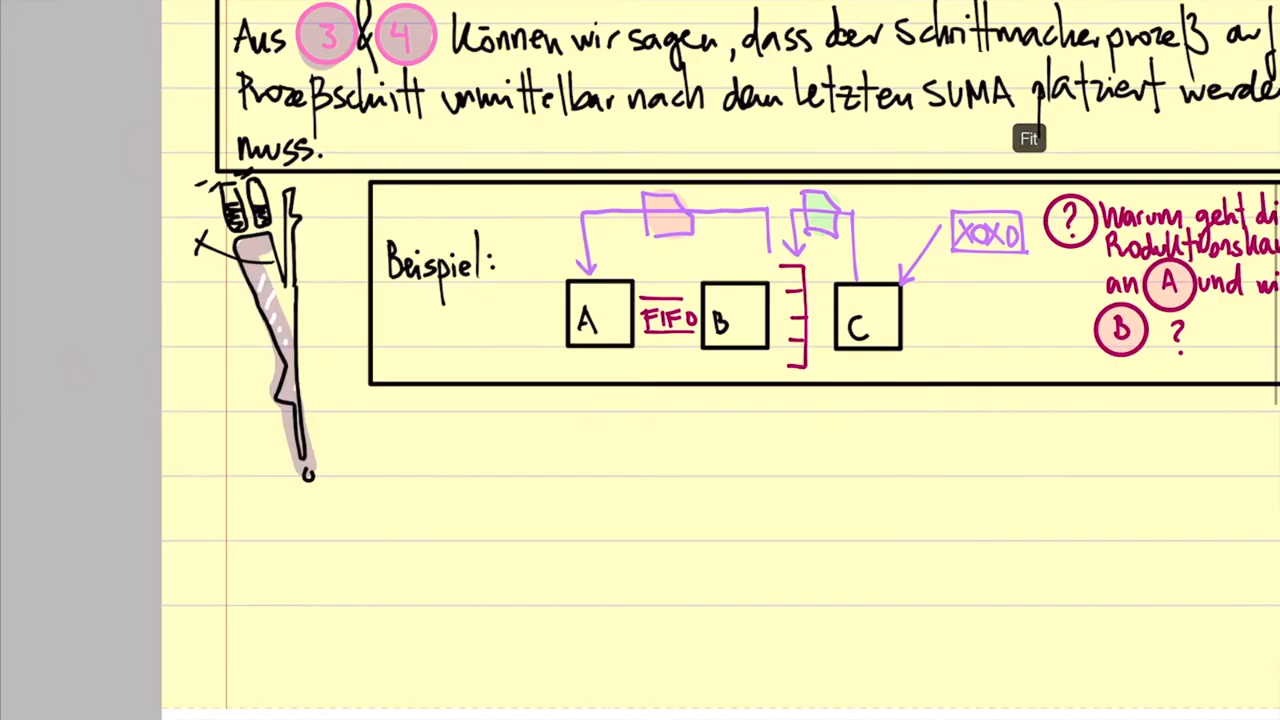 Aus 3 & 4 können wir sagen, dass der Schrittmacherprozeß auf
Prozeßschritt unmittelbar nach dem letzten SUMA platziert werde
muss.
Fit
Beispiel:
XOXO
A
FIFO
B
C
? Warum geht di
Produktionska
an A und wi
B ?